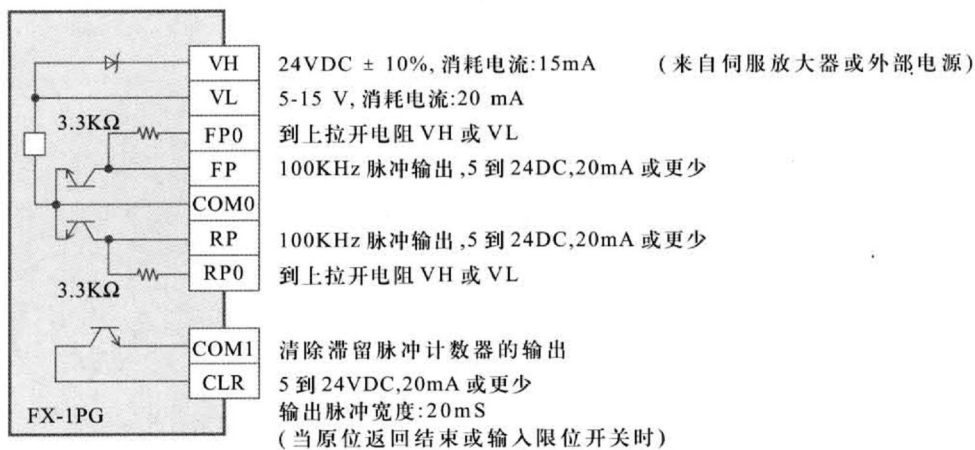 VH 24VDC ± 10%,消耗电流:15mA (来自伺服放大器或外部电源)
VL 5-15 V,消耗电流:20 mA
3.3KΩ
FP0 到上拉开电阻 VH 或 VL
FP 100KHz 脉冲输出,5 到 24DC,20mA 或更少
COM0
RP 100KHz 脉冲输出,5 到 24DC,20mA 或更少
RP0 到上拉开电阻 VH 或 VL
3.3KΩ
COM1 清除滞留脉冲计数器的输出
CLR 5 到 24VDC,20mA 或更少
FX-1PG 输出脉冲宽度:20mS
(当原位返回结束或输入限位开关时)